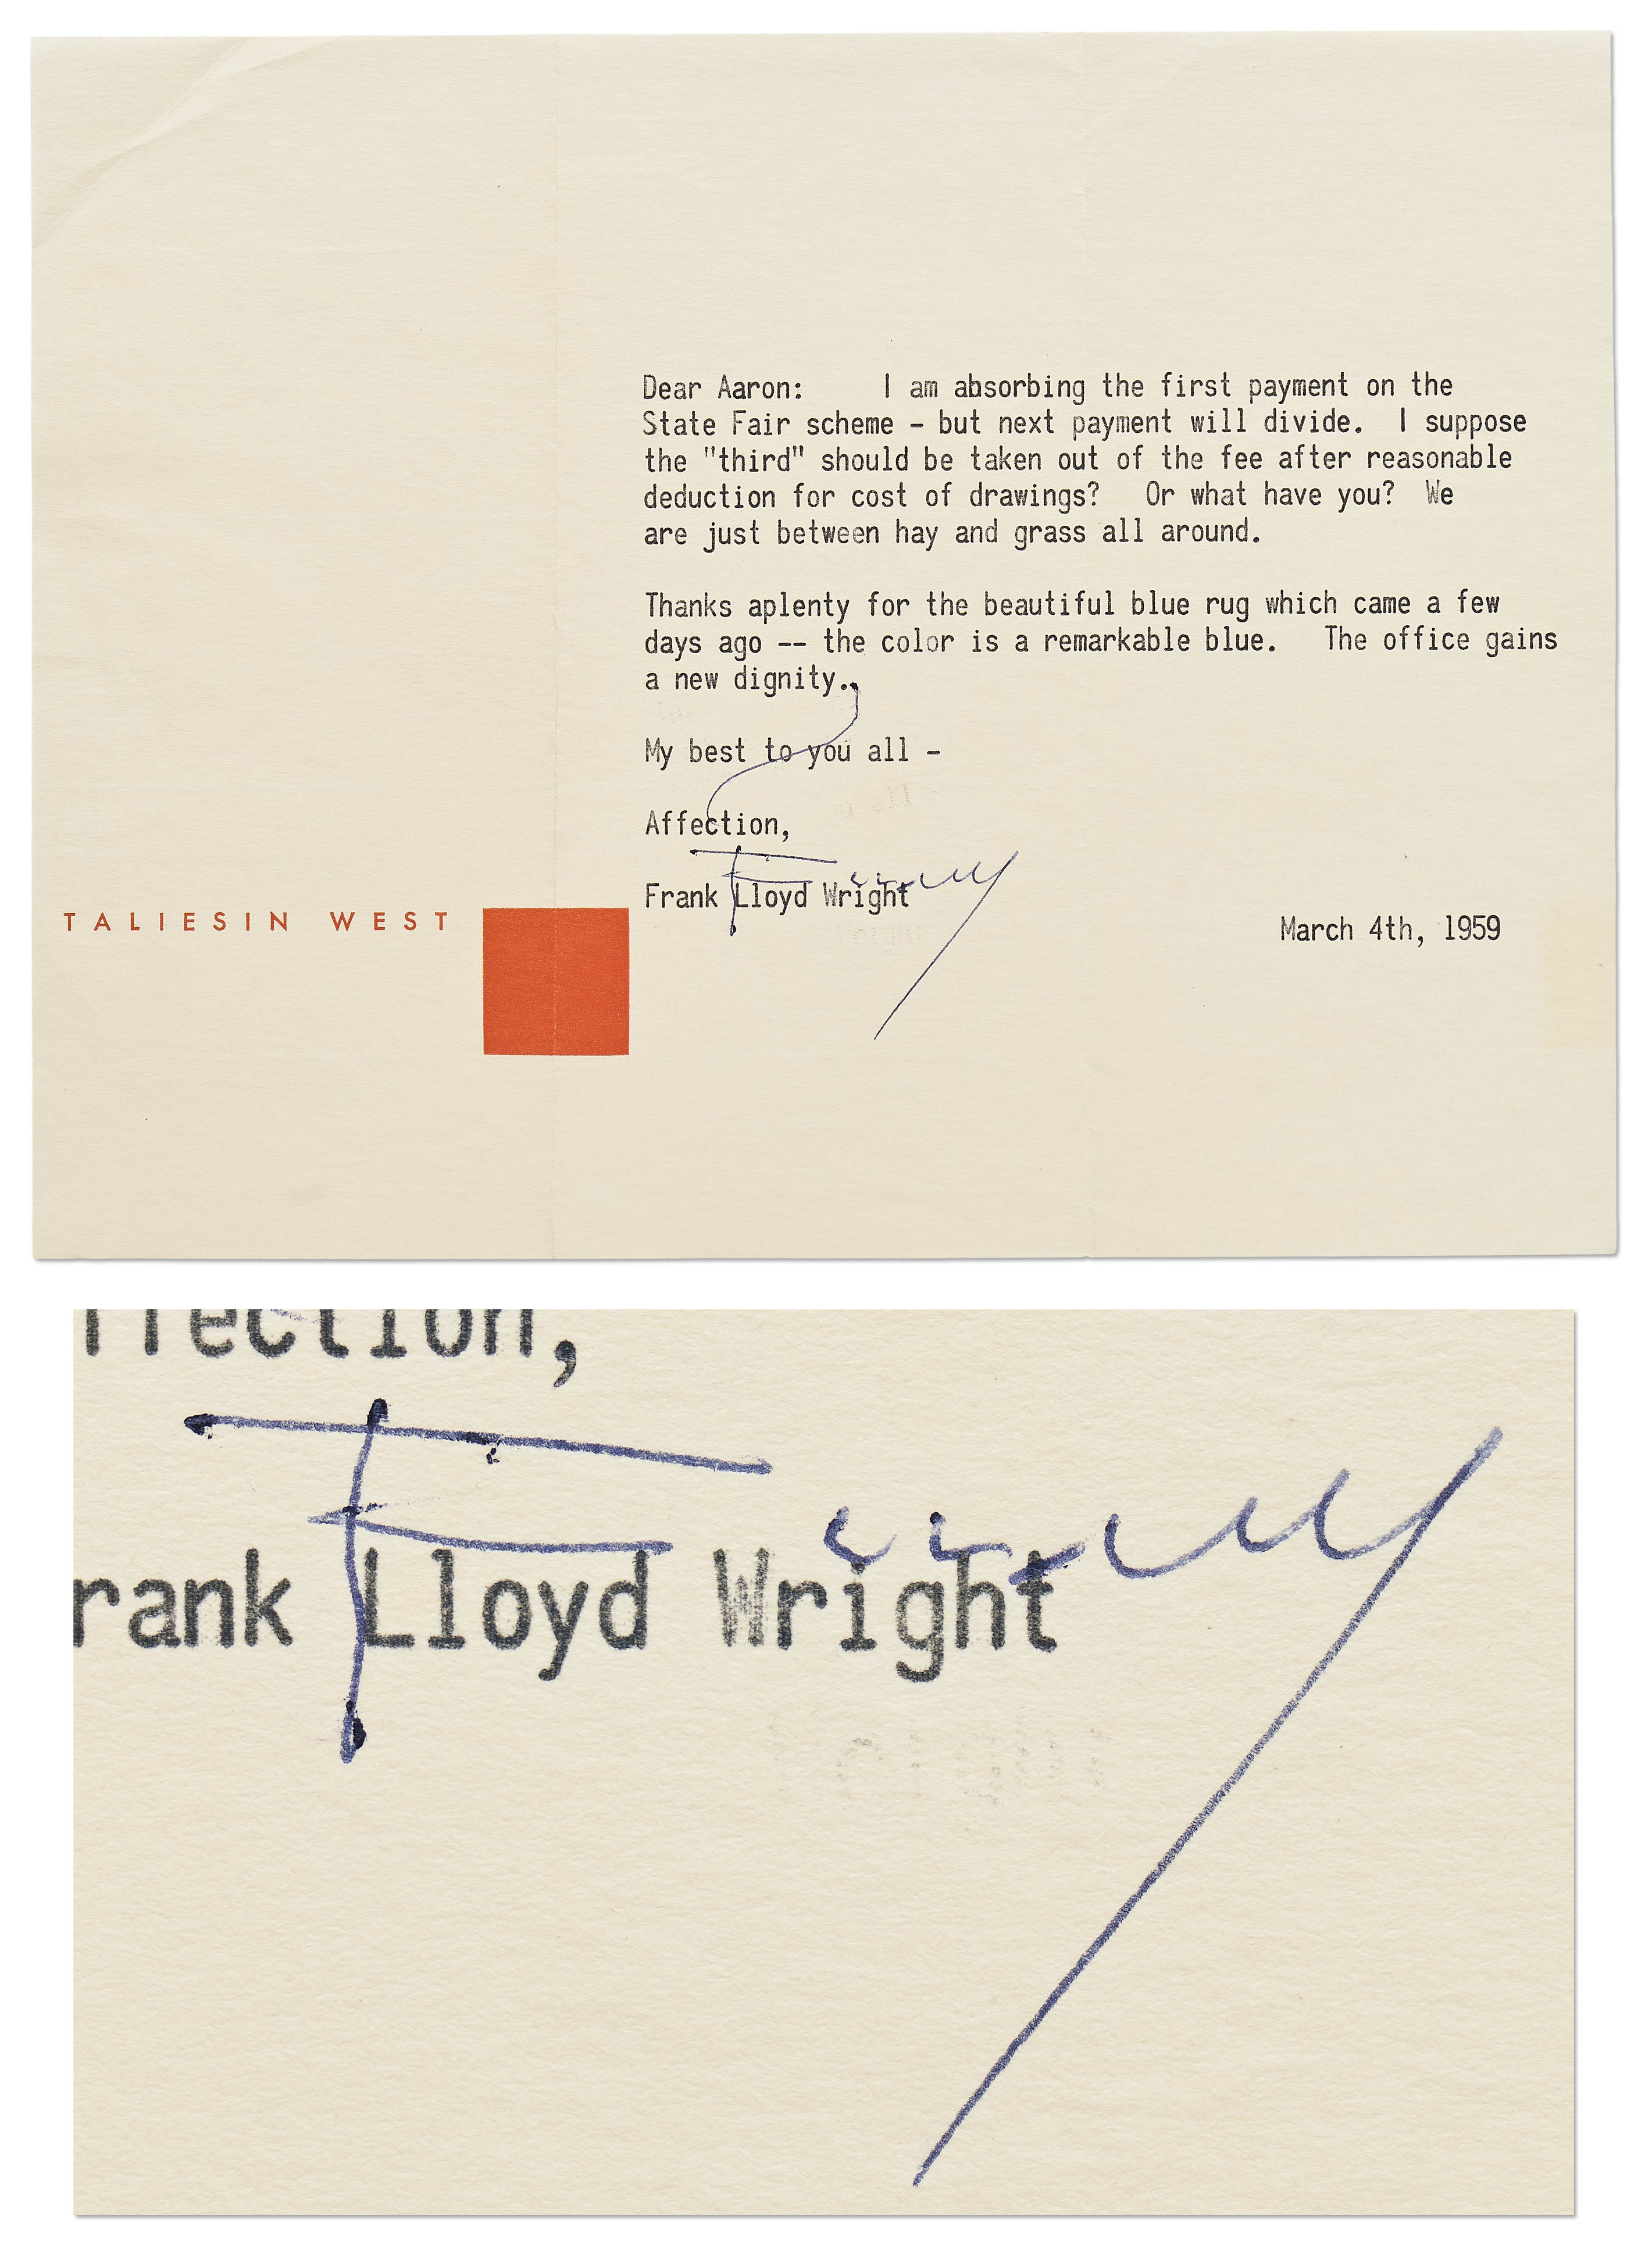 Dear Aaron:     I am absorbing the first payment on the
State Fair scheme - but next payment will divide.  I suppose
the "third" should be taken out of the fee after reasonable
deduction for cost of drawings?   Or what have you?  We
are just between hay and grass all around.
Thanks aplenty for the beautiful blue rug which came a few
days ago -- the color is a remarkable blue.   The office gains
a new dignity.
My best to you all -
Affection,
Frank Lloyd Wright
TALIESIN WEST
March 4th, 1959
ffection,
rank Lloyd Wright